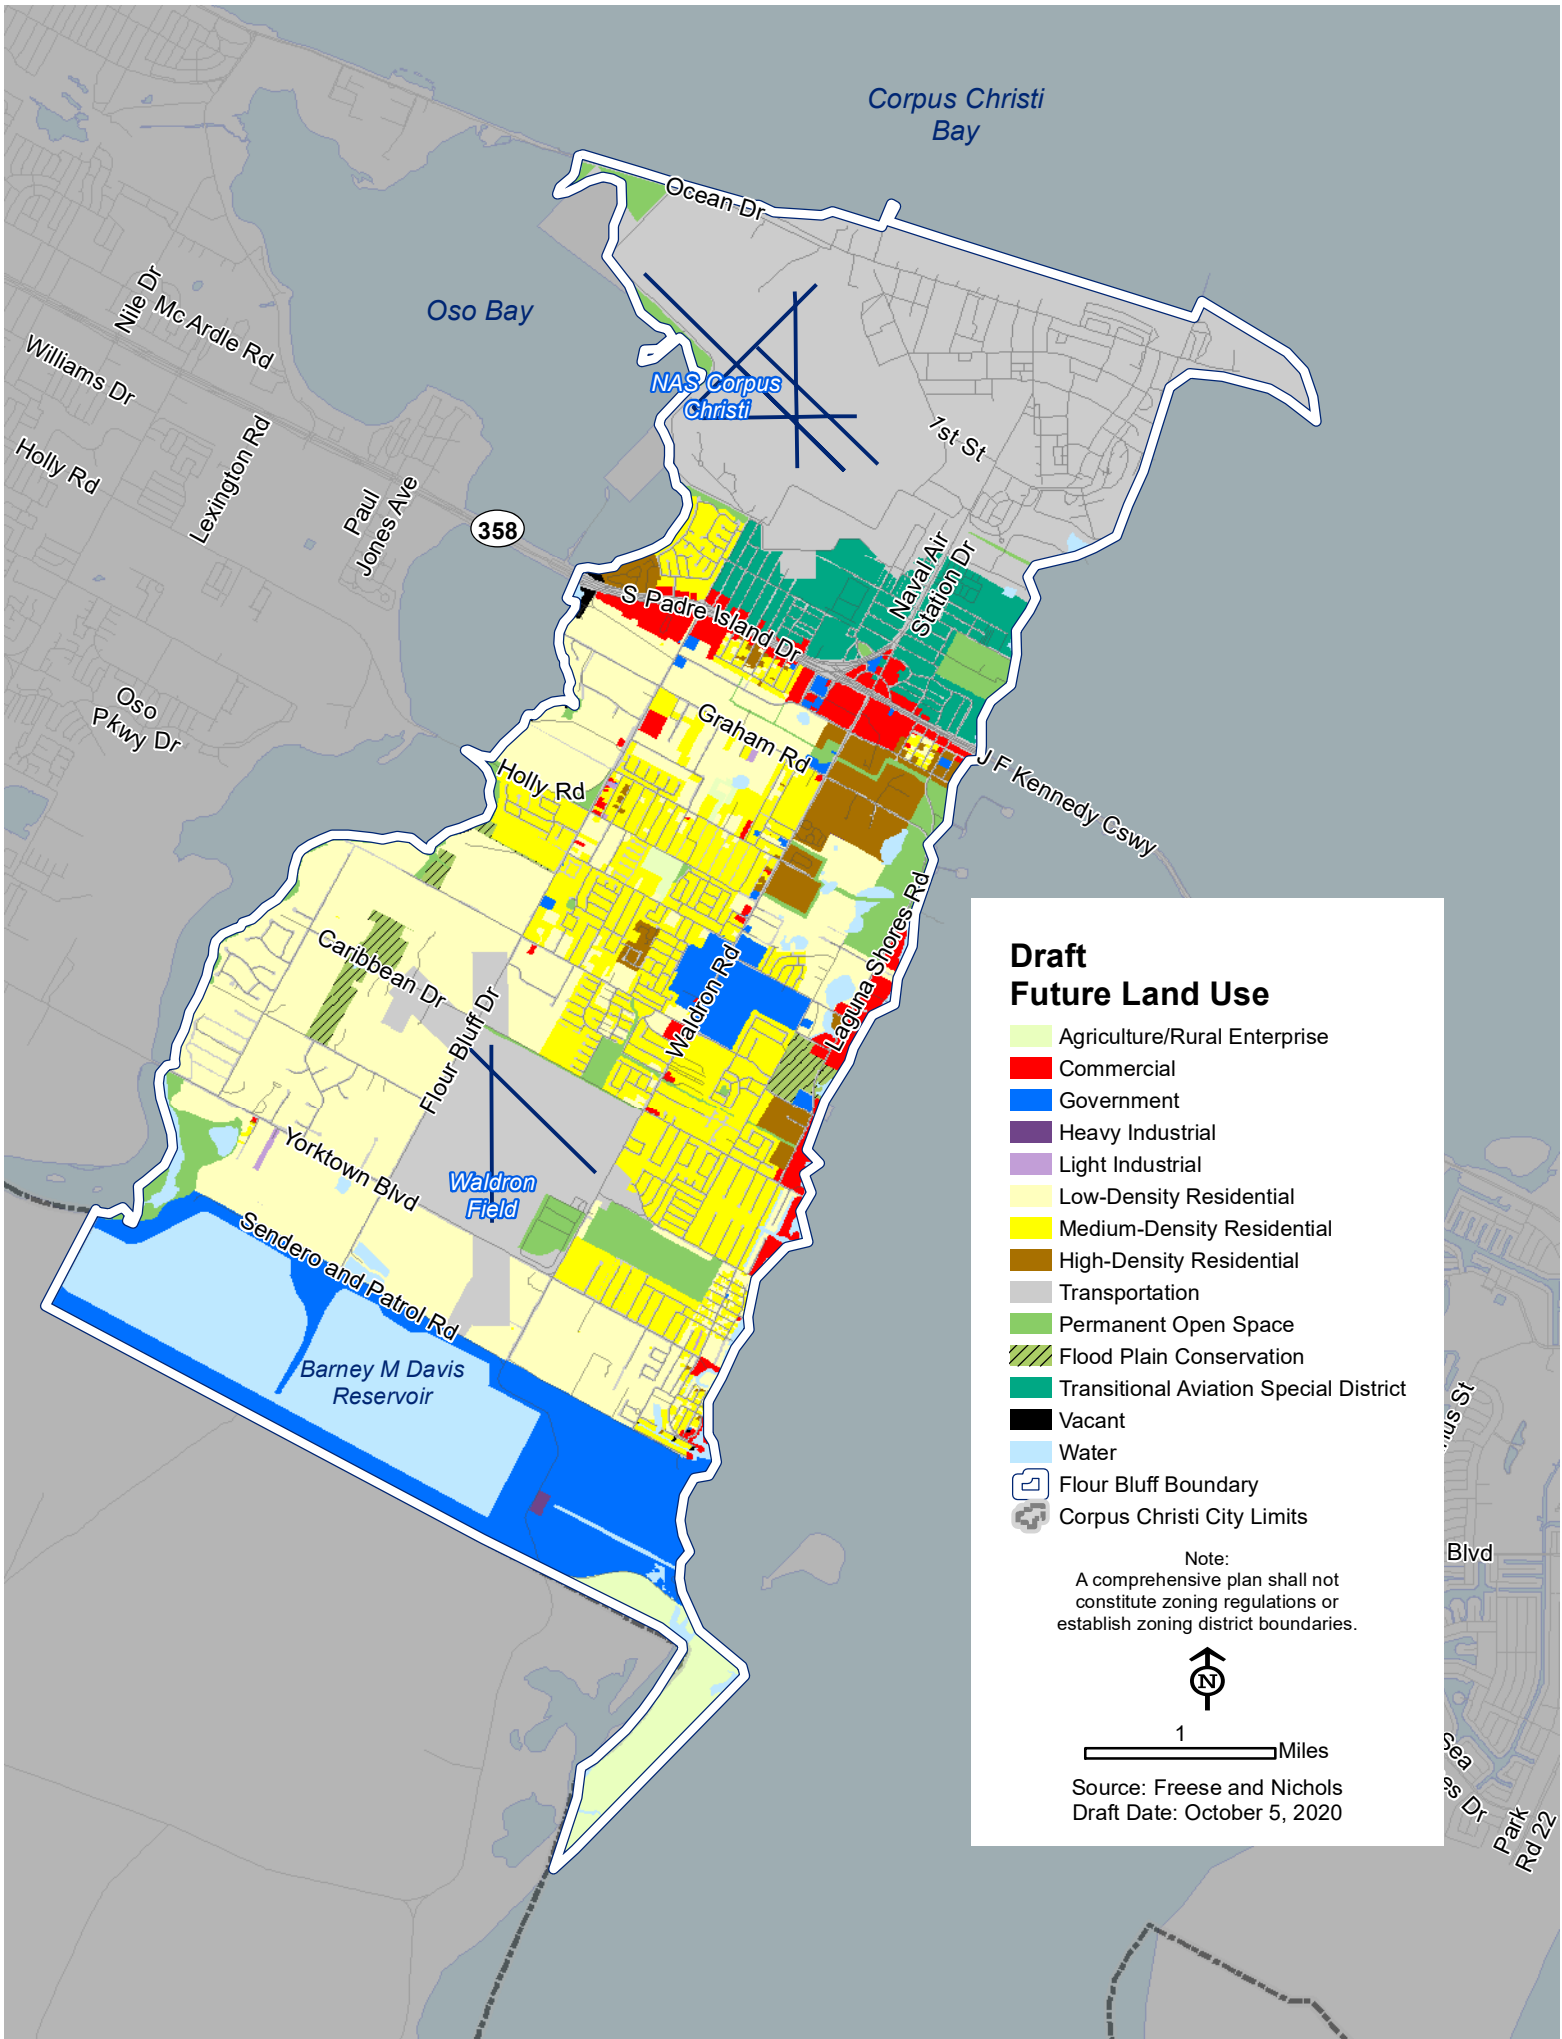 Corpus Christi
Bay
Ocean Dr
Oso Bay
Nile Dr
Mc Ardle Rd
Williams Dr
NAS Corpus
Christi
1st St
Holly Rd
Lexington Rd
Paul
Jones Ave
358
Naval Air
Station Dr
S Padre Island Dr
Oso
Pkwy Dr
Graham Rd
Holly Rd
J F Kennedy Cswy
Laguna Shores Rd
Caribbean Dr
Waldron Rd
Flour Bluff Dr
Yorktown Blvd
Waldron
Field
Sendero and Patrol Rd
Barney M Davis
Reservoir
Draft
Future Land Use
Agriculture/Rural Enterprise
Commercial
Government
Heavy Industrial
Light Industrial
Low-Density Residential
Medium-Density Residential
High-Density Residential
Transportation
Permanent Open Space
Flood Plain Conservation
Transitional Aviation Special District
Vacant
Water
Flour Bluff Boundary
Corpus Christi City Limits
Note:
A comprehensive plan shall not
constitute zoning regulations or
establish zoning district boundaries.
N
1
Miles
Source: Freese and Nichols
Draft Date: October 5, 2020
St
Blvd
Sea
Dr
Park
Rd 22